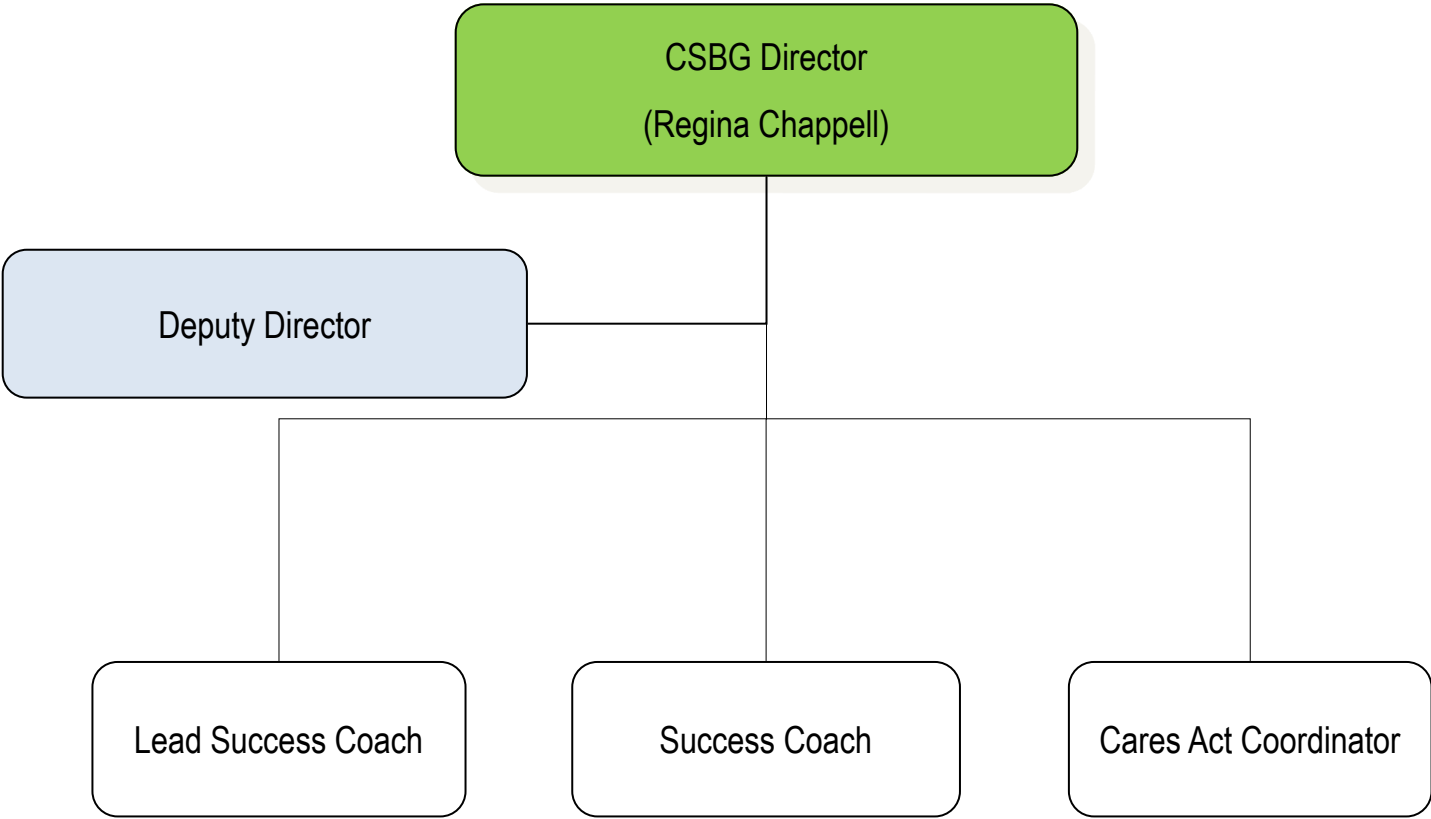 CSBG Director
(Regina Chappell)
Deputy Director
Lead Success Coach
Success Coach
Cares Act Coordinator